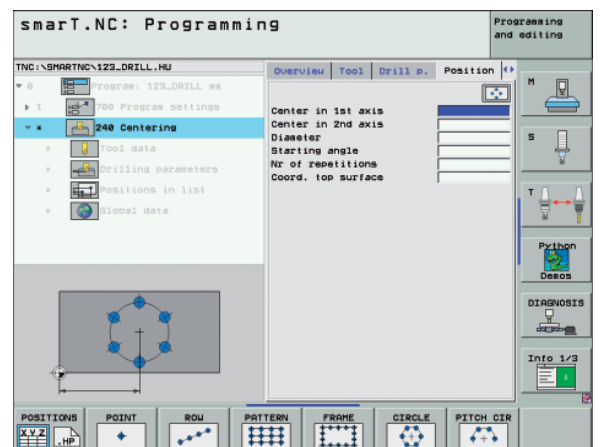 smarT.NC: Programming
Programming
and editing
TNC:\SMARTNC\123_DRILL.HU
0 Program: 123_DRILL mm
1 700 Program settings
* 240 Centering
* Tool data
* Drilling parameters
* Positions in list
* Global data
Overview Tool Drill p. Position
Center in 1st axis
Center in 2nd axis
Diameter
Starting angle
Nr of repetitions
Coord. top surface
M
S
T
Python
Demos
DIAGNOSIS
Info 1/3
POSITIONS POINT ROW PATTERN FRAME CIRCLE PITCH CIR
X Y Z .HP